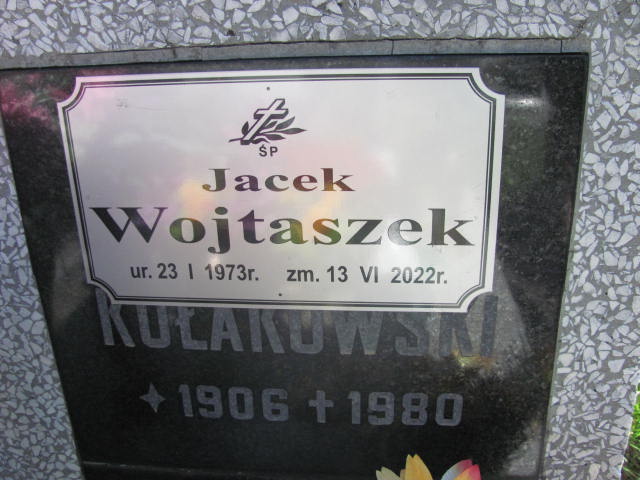 ŚP
Jacek
Wojtaszek
ur. 23 I 1973r. zm. 13 VI 2022r.
KOŁAKOWSKI
1906 † 1980